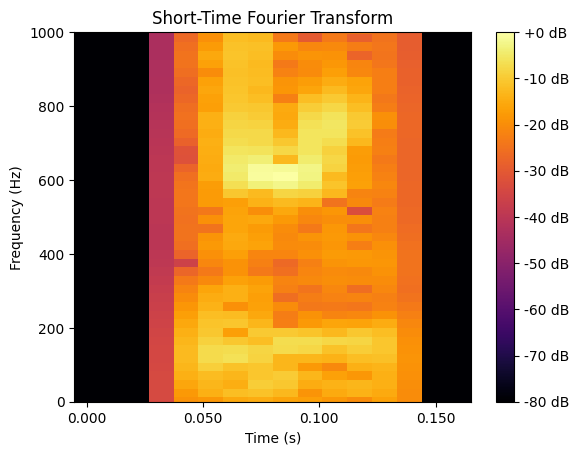 Short-Time Fourier Transform
1000
800
600
400
200
0
Frequency (Hz)
0.000
0.050
0.100
0.150
Time (s)
+0 dB
-10 dB
-20 dB
-30 dB
-40 dB
-50 dB
-60 dB
-70 dB
-80 dB